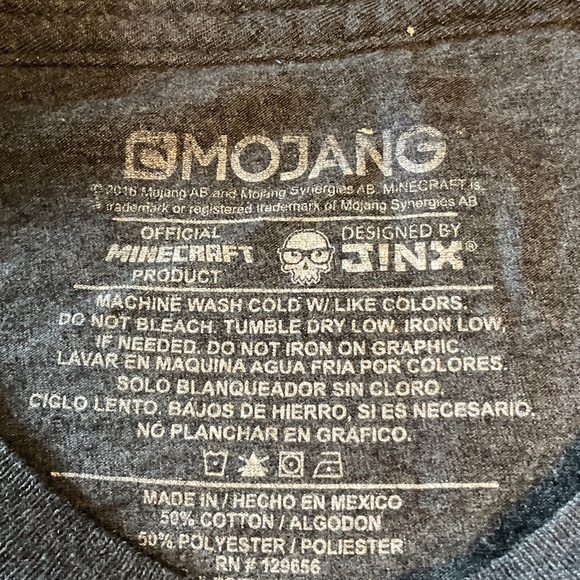 MOJANG
© 2016 Mojang AB and Mojang Synergies AB. MINECRAFT is
trademark or registered trademark of Mojang Synergies AB
OFFICIAL
MINECRAFT
PRODUCT
DESIGNED BY
J!NX®
MACHINE WASH COLD W/ LIKE COLORS.
DO NOT BLEACH. TUMBLE DRY LOW. IRON LOW,
IF NEEDED. DO NOT IRON ON GRAPHIC.
LAVAR EN MAQUINA AGUA FRIA POR COLORES.
SOLO BLANQUEADOR SIN CLORO.
CICLO LENTO. BAJOS DE HIERRO, SI ES NECESARIO.
NO PLANCHAR EN GRAFICO.
MADE IN / HECHO EN MEXICO
50% COTTON / ALGODON
50% POLYESTER / POLIESTER
RN # 129656